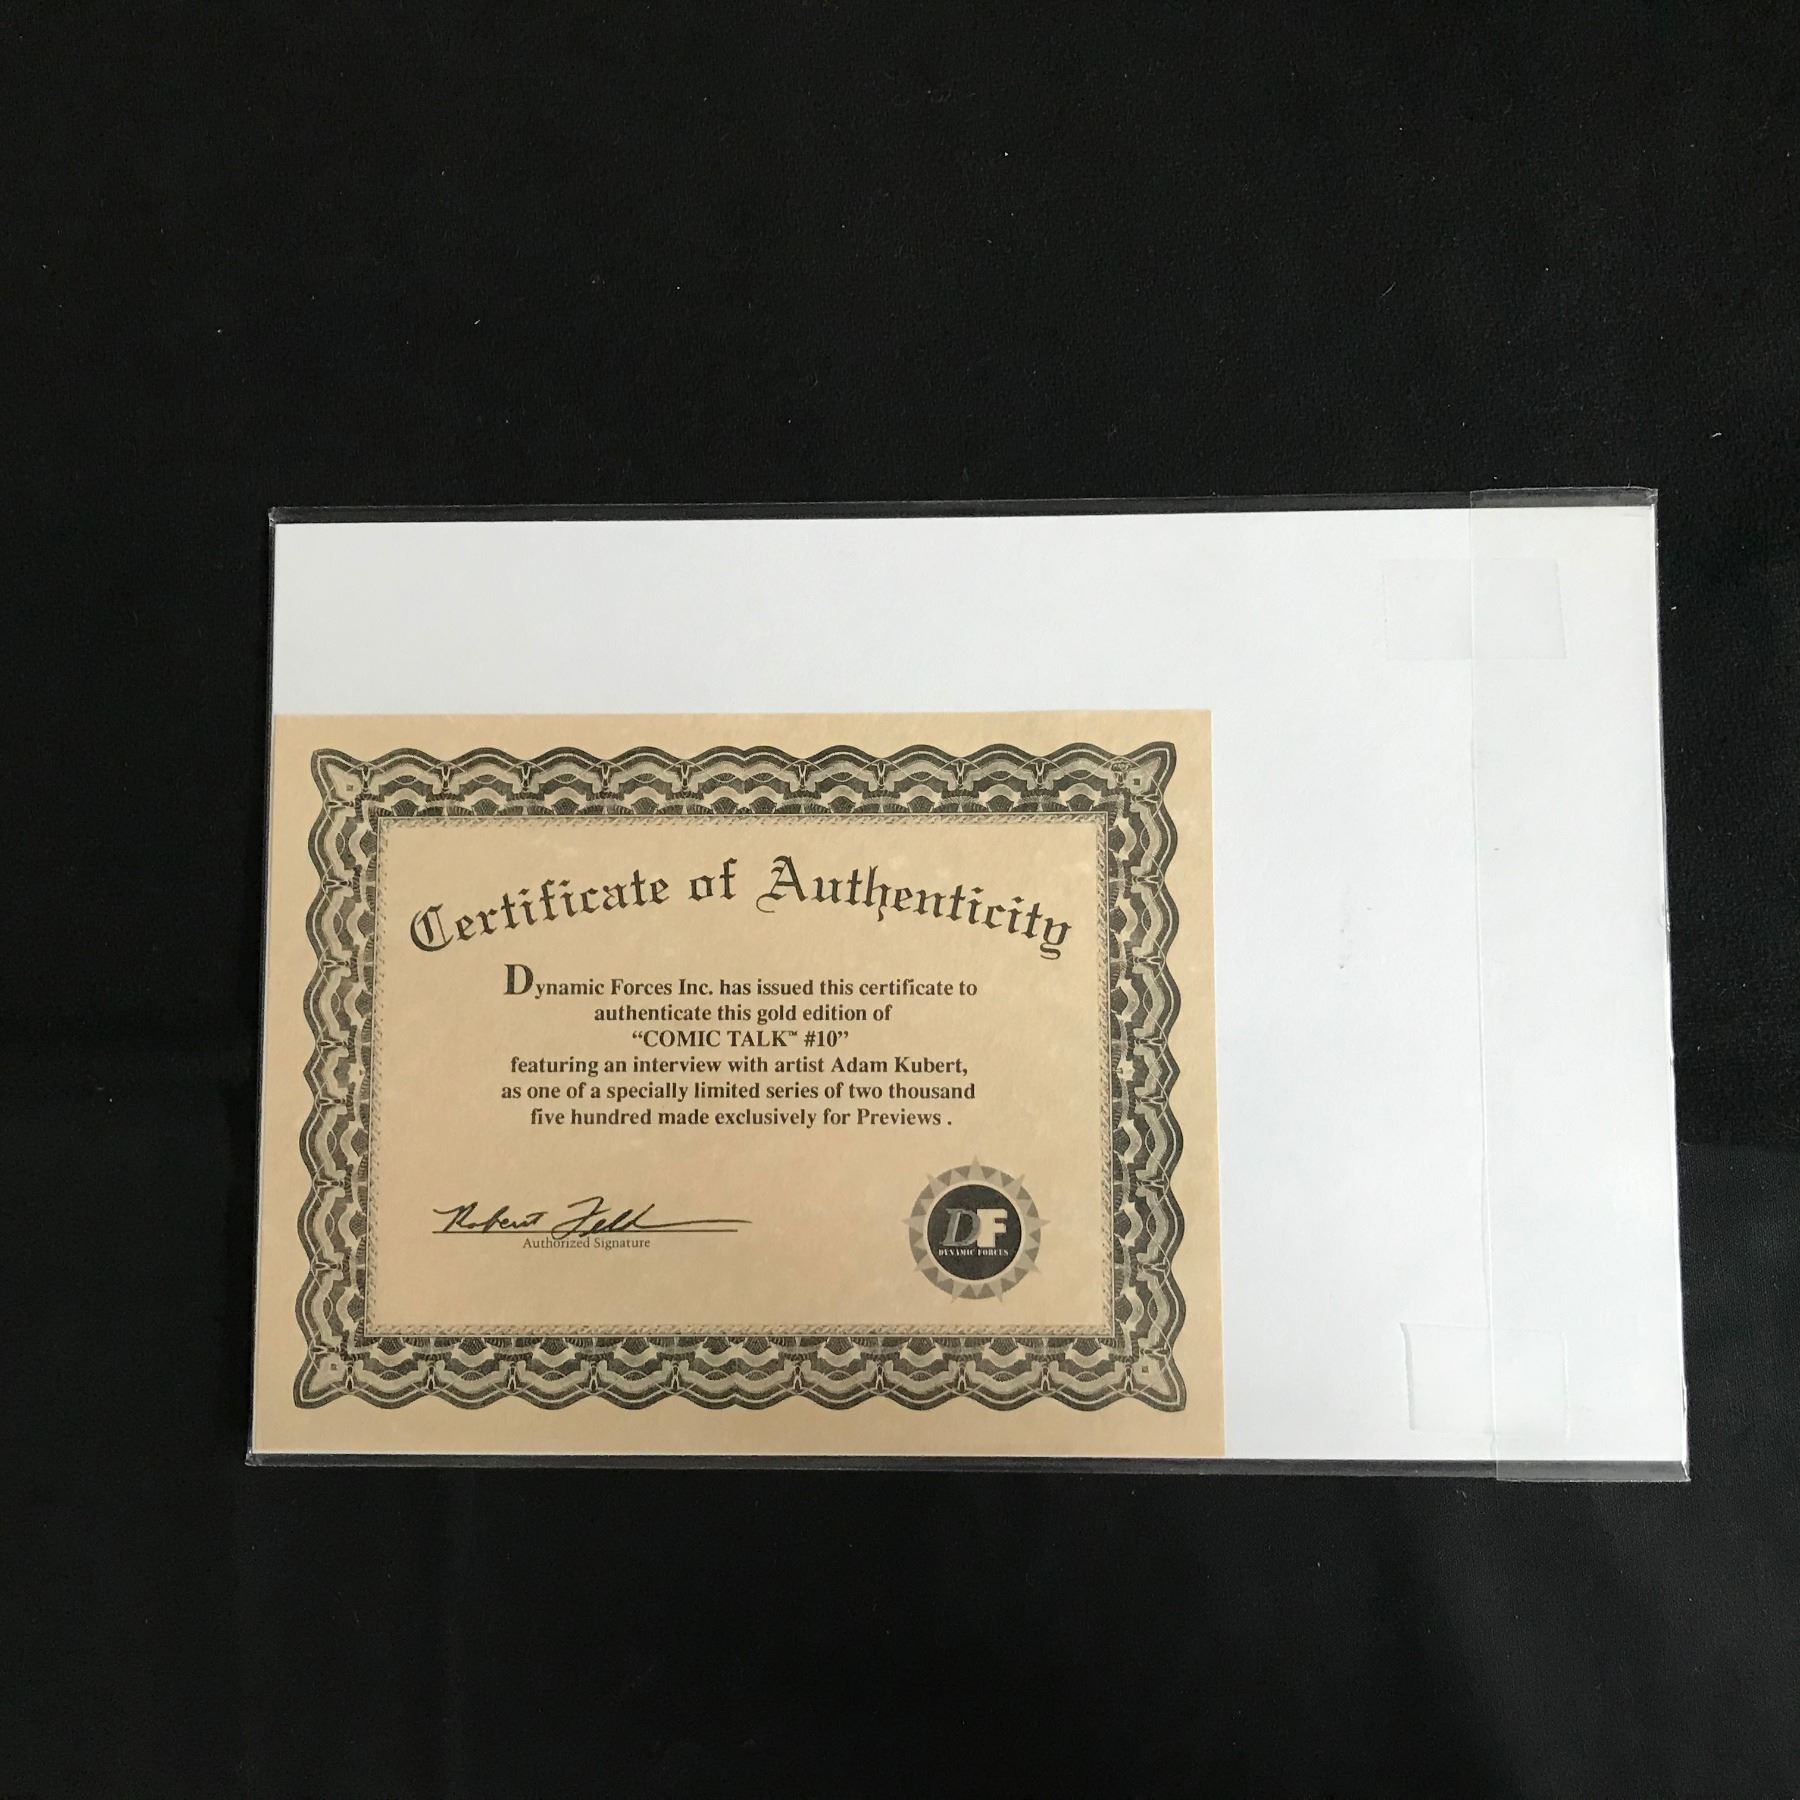 Certificate of Authenticity
Dynamic Forces Inc. has issued this certificate to
authenticate this gold edition of
“COMIC TALK™ #10”
featuring an interview with artist Adam Kubert,
as one of a specially limited series of two thousand
five hundred made exclusively for Previews .
Robert Feld
Authorized Signature
DF
DYNAMIC FORCES